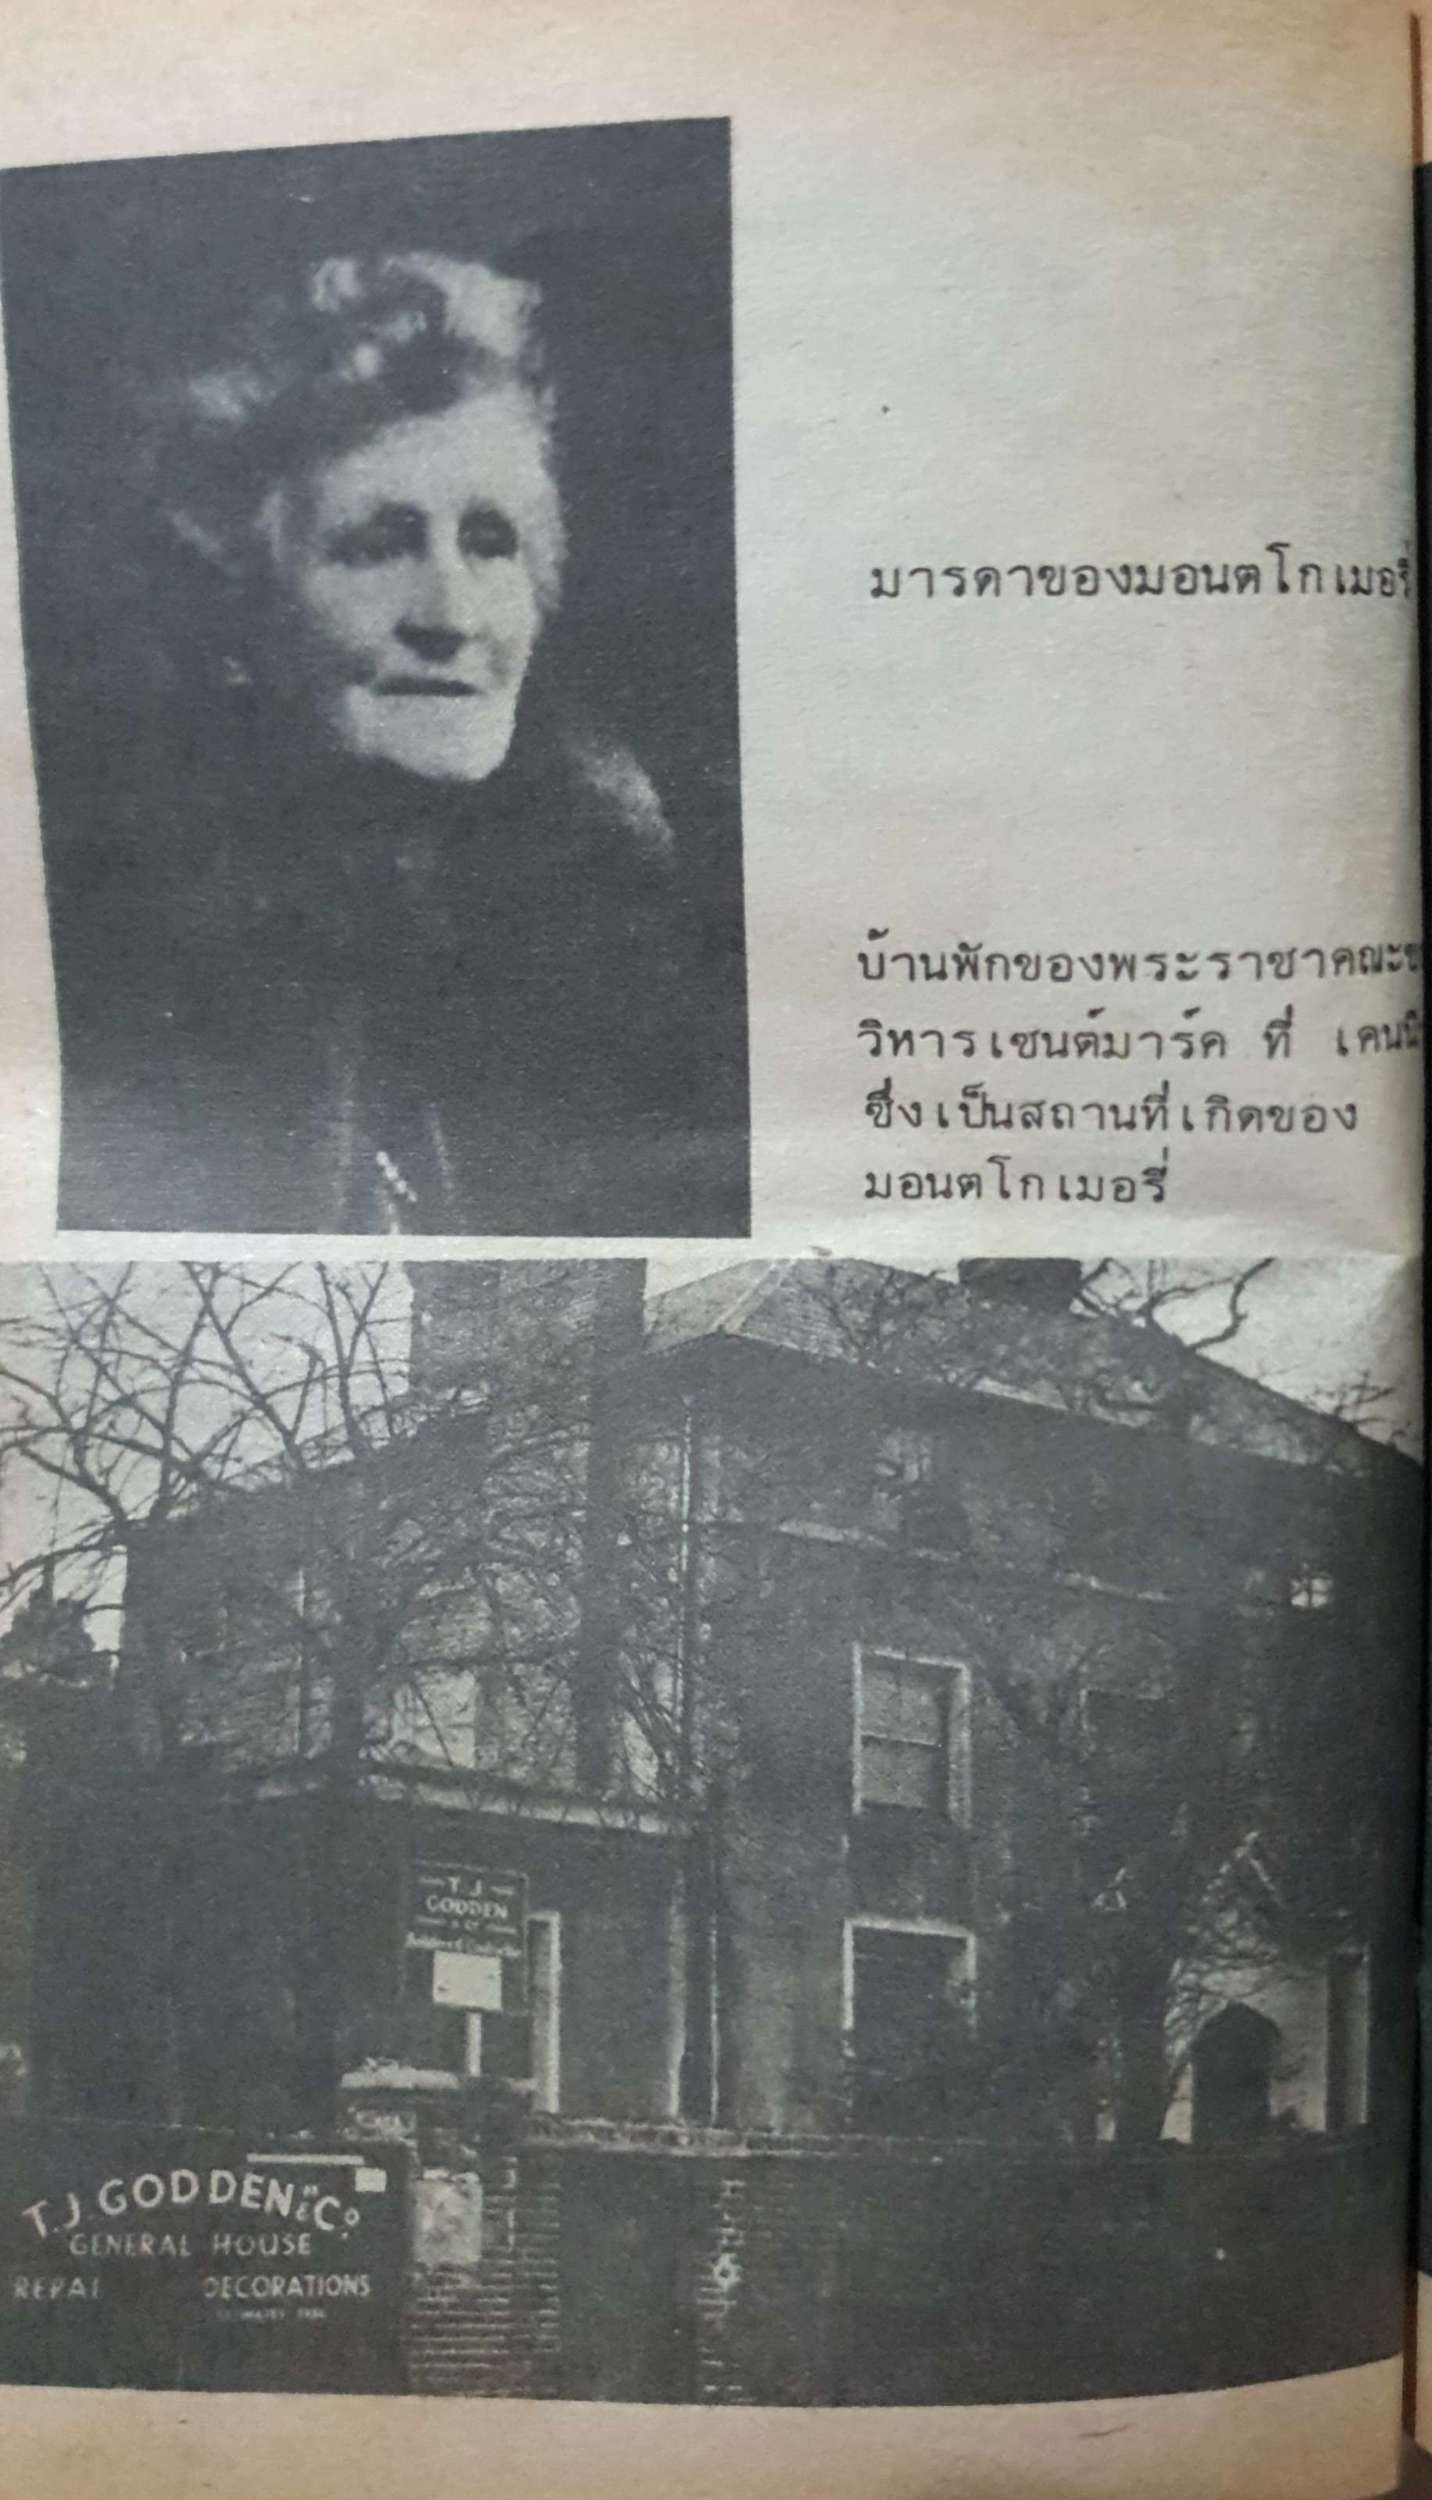 มารดาของมอนตโกเมอรี่
บ้านพักของพระราชาคณะ
วิหารเซนต์มาร์ค ที่
ซึ่งเป็นสถานที่เกิดของ
มอนตโกเมอรี่
T. J.
GODDEN
T.J. GODDEN & Co.
GENERAL HOUSE
REPAI DECORATIONS